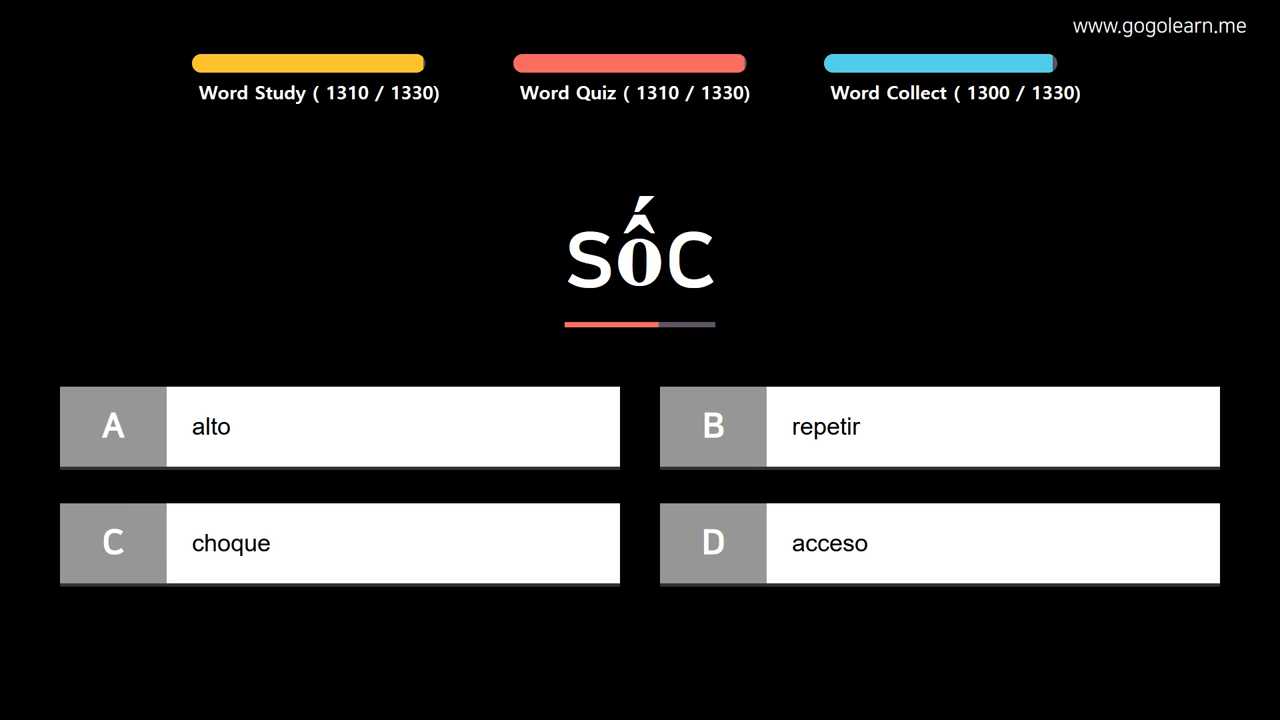 www.gogolearn.me
Word Study ( 1310 / 1330)
Word Quiz ( 1310 / 1330)
Word Collect ( 1300 / 1330)
sốc
A alto
B repetir
C choque
D acceso